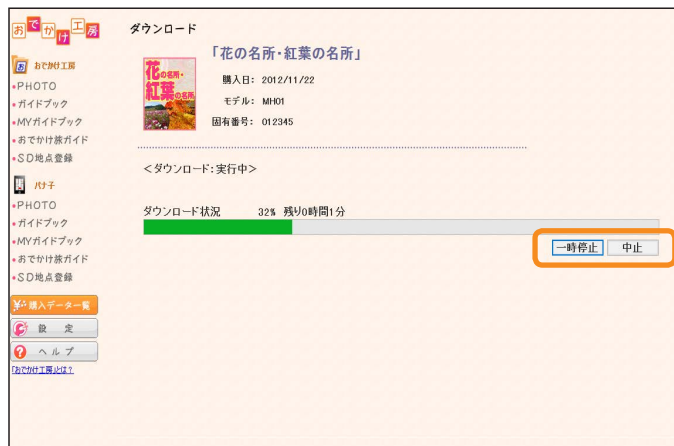 おでかけ工房
お おでかけ工房
•PHOTO
•ガイドブック
•MYガイドブック
•おでかけ旅ガイド
•SD地点登録
パナ子
•PHOTO
•ガイドブック
•MYガイドブック
•おでかけ旅ガイド
•SD地点登録
購入データ一覧
設 定
ヘルプ
「おでかけ工房」とは？
ダウンロード
「花の名所・紅葉の名所」
花の名所・
紅葉の名所
購入日： 2012/11/22
モデル： MH01
固有番号： 012345
＜ダウンロード：実行中＞
ダウンロード状況 32% 残り0時間1分
一時停止 中止